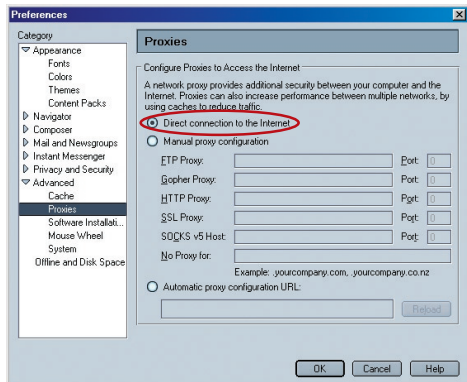 Preferences
Category
Appearance
Fonts
Colors
Themes
Content Packs
Navigator
Composer
Mail and Newsgroups
Instant Messenger
Privacy and Security
Advanced
Cache
Proxies
Software Installati...
Mouse Wheel
System
Offline and Disk Space
Proxies
Configure Proxies to Access the Internet
A network proxy provides additional security between your computer and the
Internet. Proxies can also increase performance between multiple networks, by
using caches to reduce traffic.
Direct connection to the Internet
Manual proxy configuration
FTP Proxy: Port: 0
Gopher Proxy: Port: 0
HTTP Proxy: Port: 0
SSL Proxy: Port: 0
SOCKS v5 Host: Port: 0
No Proxy for:
Example: .yourcompany.com, .yourcompany.co.nz
Automatic proxy configuration URL:
Reload
OK Cancel Help